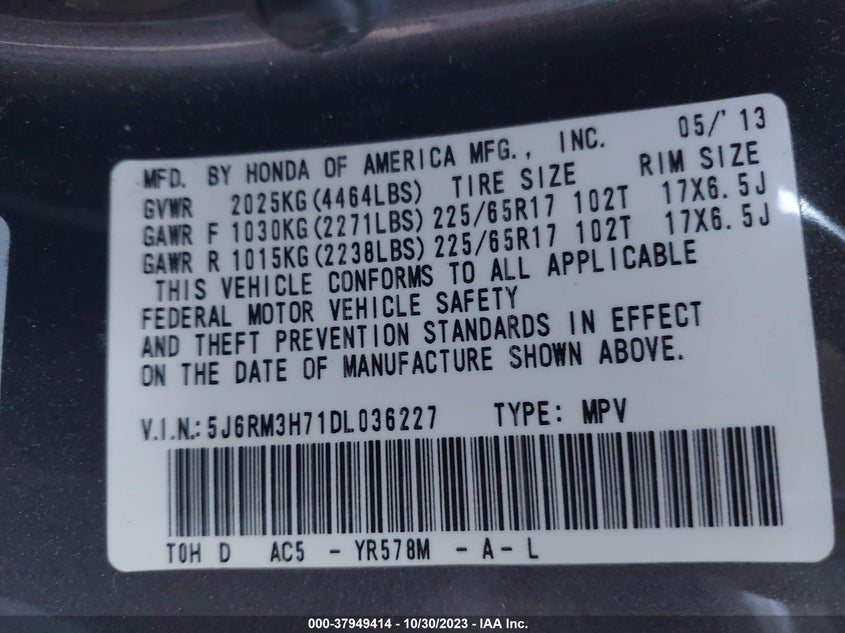 MFD. BY HONDA OF AMERICA MFG., INC. 05/'13
GVWR 2025KG(4464LBS) TIRE SIZE RIM SIZE
GAWR F 1030KG(2271LBS) 225/65R17 102T 17X6.5J
GAWR R 1015KG(2238LBS) 225/65R17 102T 17X6.5J
THIS VEHICLE CONFORMS TO ALL APPLICABLE
FEDERAL MOTOR VEHICLE SAFETY
AND THEFT PREVENTION STANDARDS IN EFFECT
ON THE DATE OF MANUFACTURE SHOWN ABOVE.
V.I.N.: 5J6RM3H71DL036227 TYPE: MPV
TOH D AC5 - YR578M - A - L
000-37949414 - 10/30/2023 - © IAA Inc.